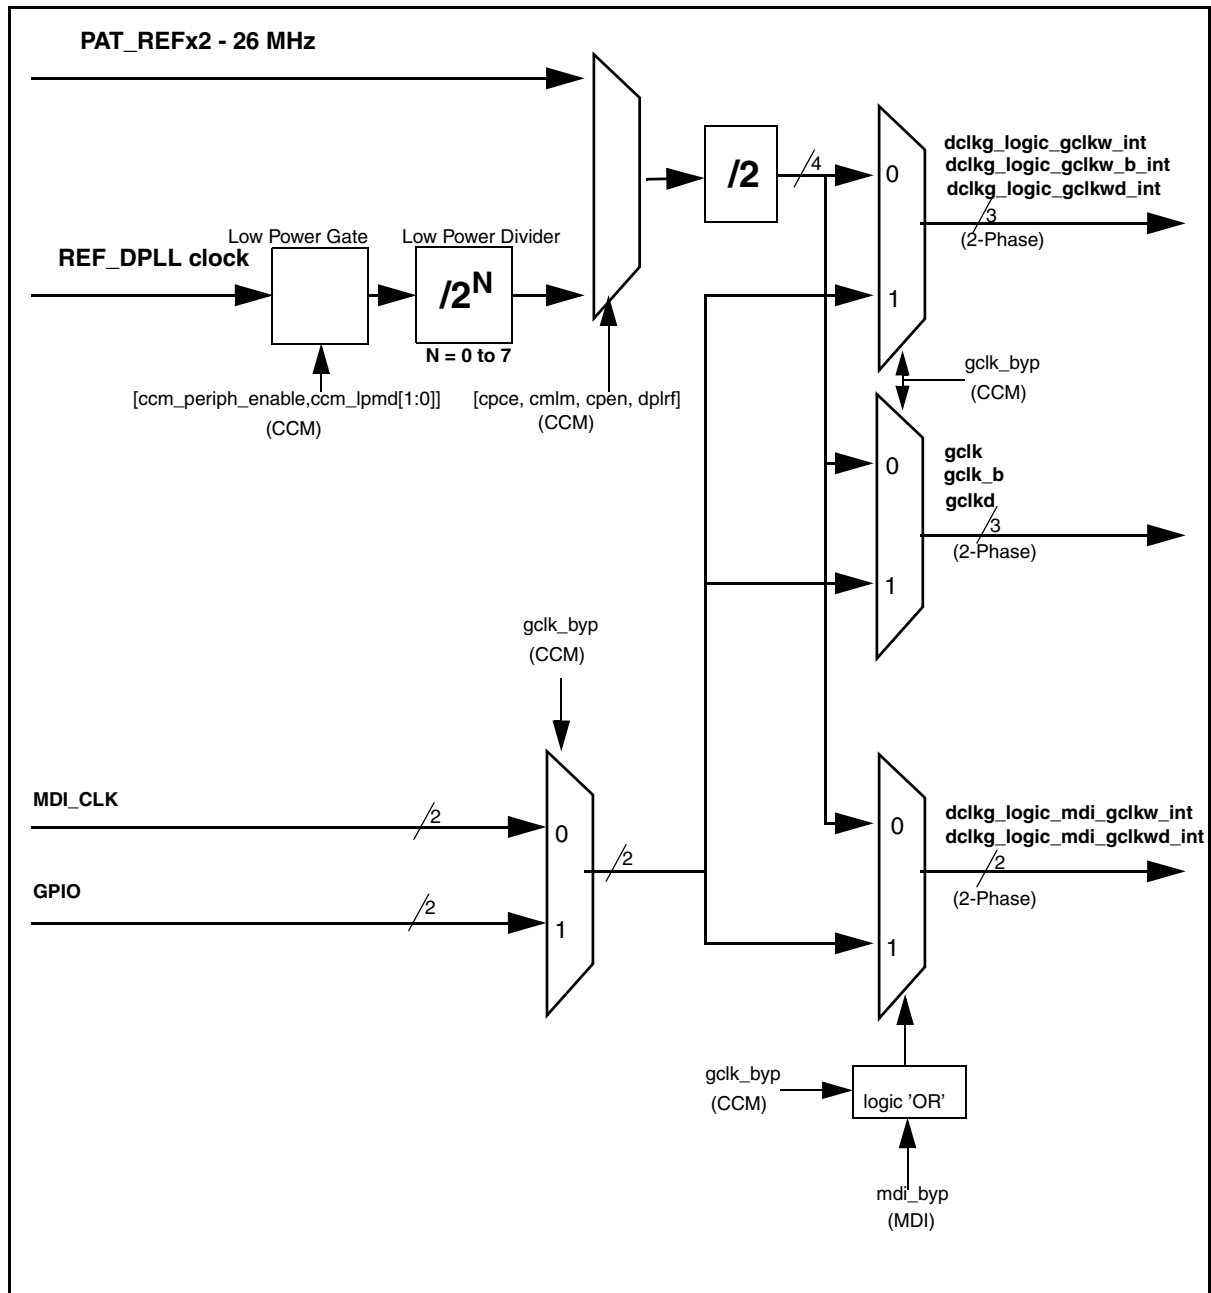 PAT_REFx2 - 26 MHz
/2
4
0
dclkg_logic_gclkw_int
dclkg_logic_gclkw_b_int
dclkg_logic_gclkwd_int
3
(2-Phase)
Low Power Gate
Low Power Divider
REF_DPLL clock
/2^N
1
N = 0 to 7
gclk_byp
(CCM)
[ccm_periph_enable,ccm_lpmd[1:0]]
(CCM)
[cpce, cmlm, cpen, dplrf]
(CCM)
0
gclk
gclk_b
gclkd
3
(2-Phase)
1
gclk_byp
(CCM)
MDI_CLK
2
0
2
GPIO
2
1
0
dclkg_logic_mdi_gclkw_int
dclkg_logic_mdi_gclkwd_int
2
(2-Phase)
1
gclk_byp
(CCM)
logic 'OR'
mdi_byp
(MDI)